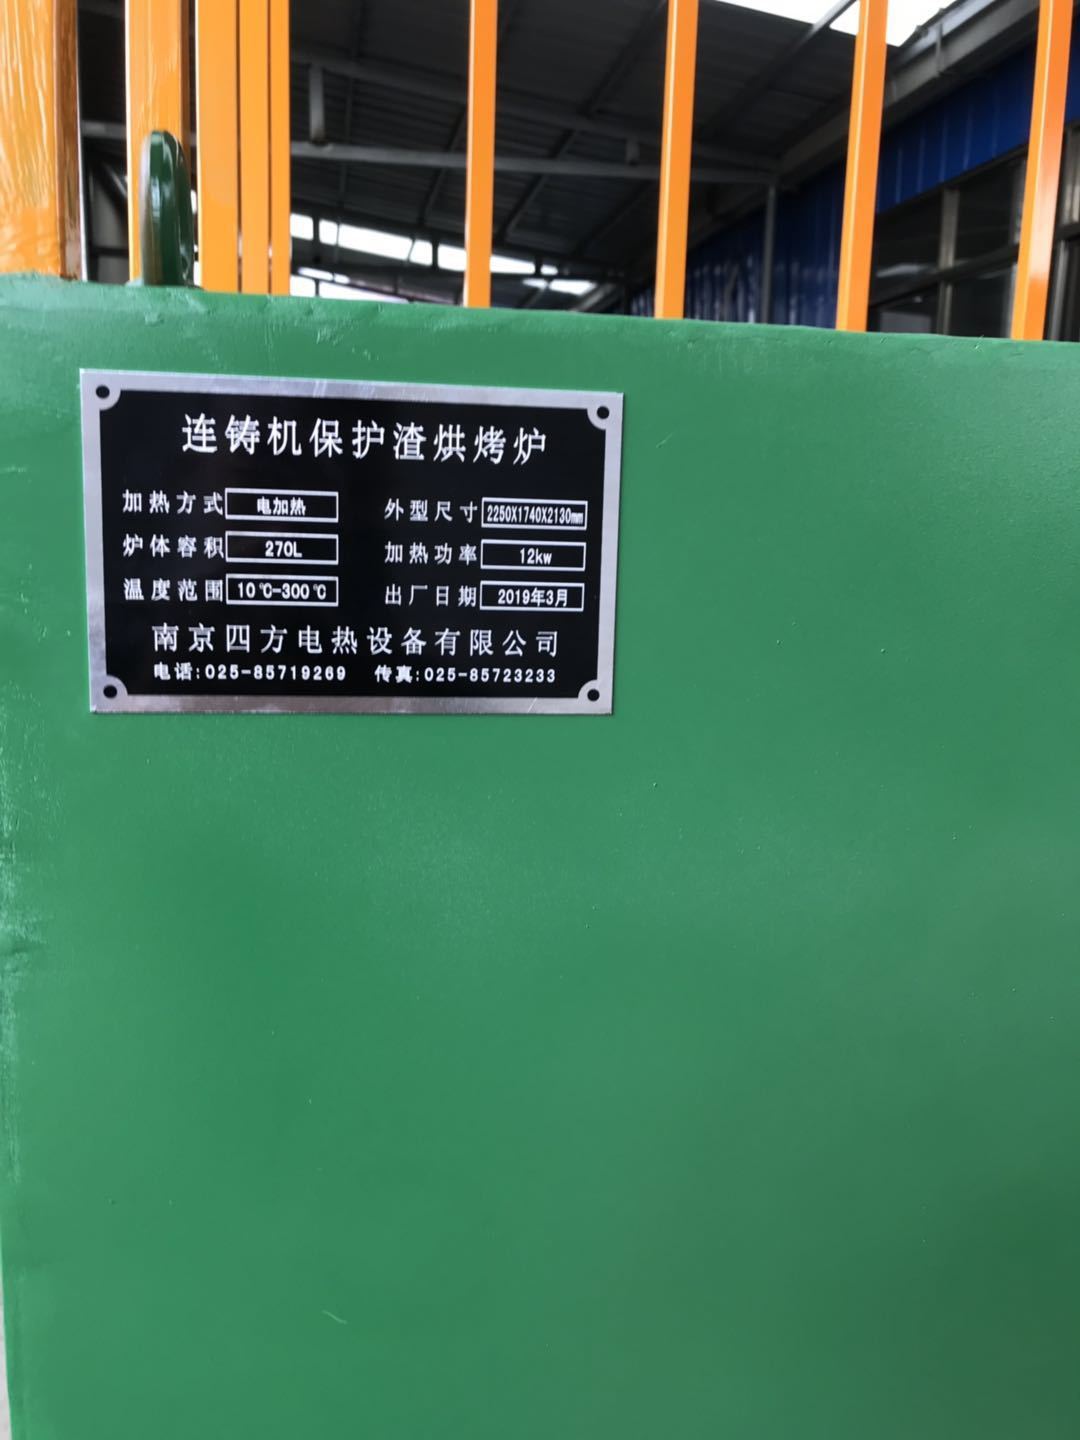 连铸机保护渣烘烤炉
加热方式 电加热 外型尺寸 2250X1740X2130mm
炉体容积 270L 加热功率 12kw
温度范围 10℃-300℃ 出厂日期 2019年3月
南京四方电热设备有限公司
电话:025-85719269 传真:025-85723233